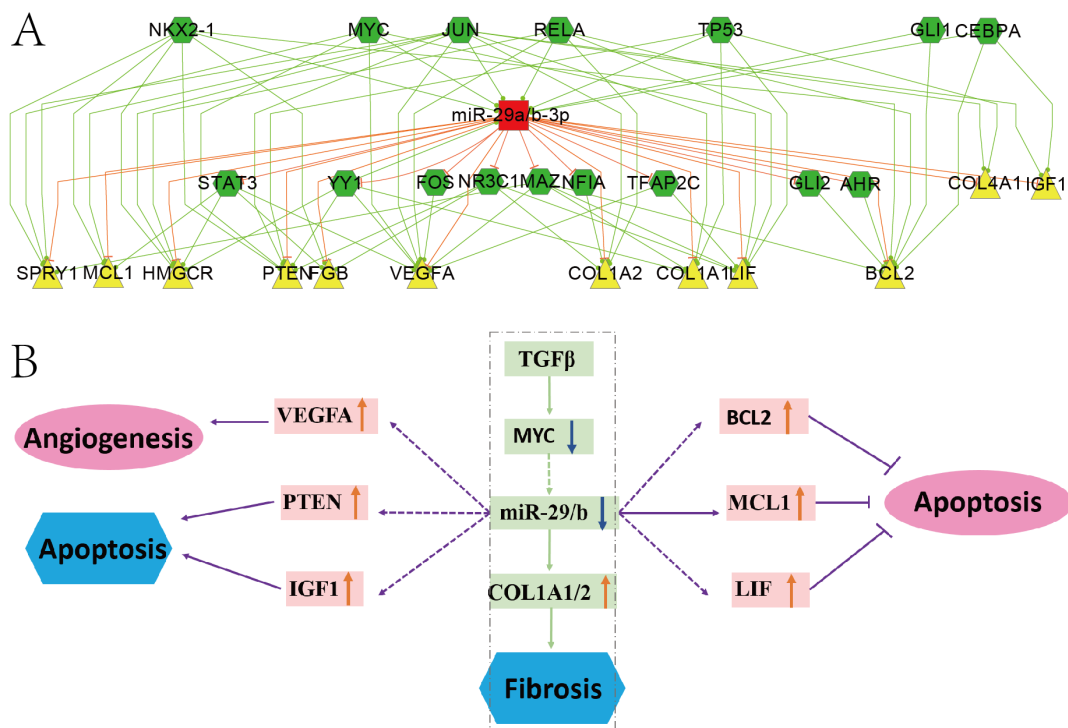 A
NKX2-1 MYC JUN RELA TP53 GLI1 CEBPA
miR-29a/b-3p
STAT3 YY1 FOS NR3C1 MAZ NFIA TFAP2C GLI2 AHR COL4A1 IGF1
SPRY1 MCL1 HMGCR PTEN FGB VEGFA COL1A2 COL1A1 LIF BCL2
B
TGFβ
VEGFA BCL2
Angiogenesis MYC
PTEN miR-29/b MCL1
Apoptosis Apoptosis
IGF1 COL1A1/2 LIF
Fibrosis